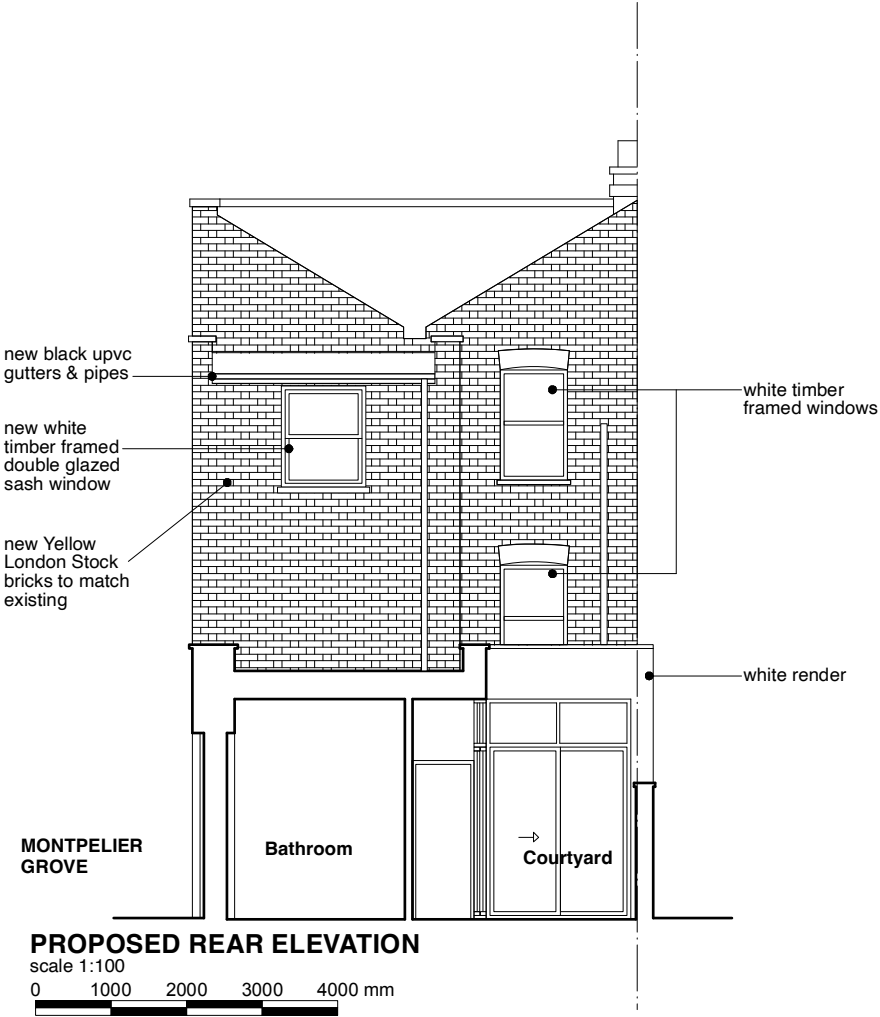 new black upvc
gutters & pipes
new white
timber framed
double glazed
sash window
new Yellow
London Stock
bricks to match
existing
white timber
framed windows
white render
MONTPELIER
GROVE
Bathroom
Courtyard
PROPOSED REAR ELEVATION
scale 1:100
0 1000 2000 3000 4000 mm